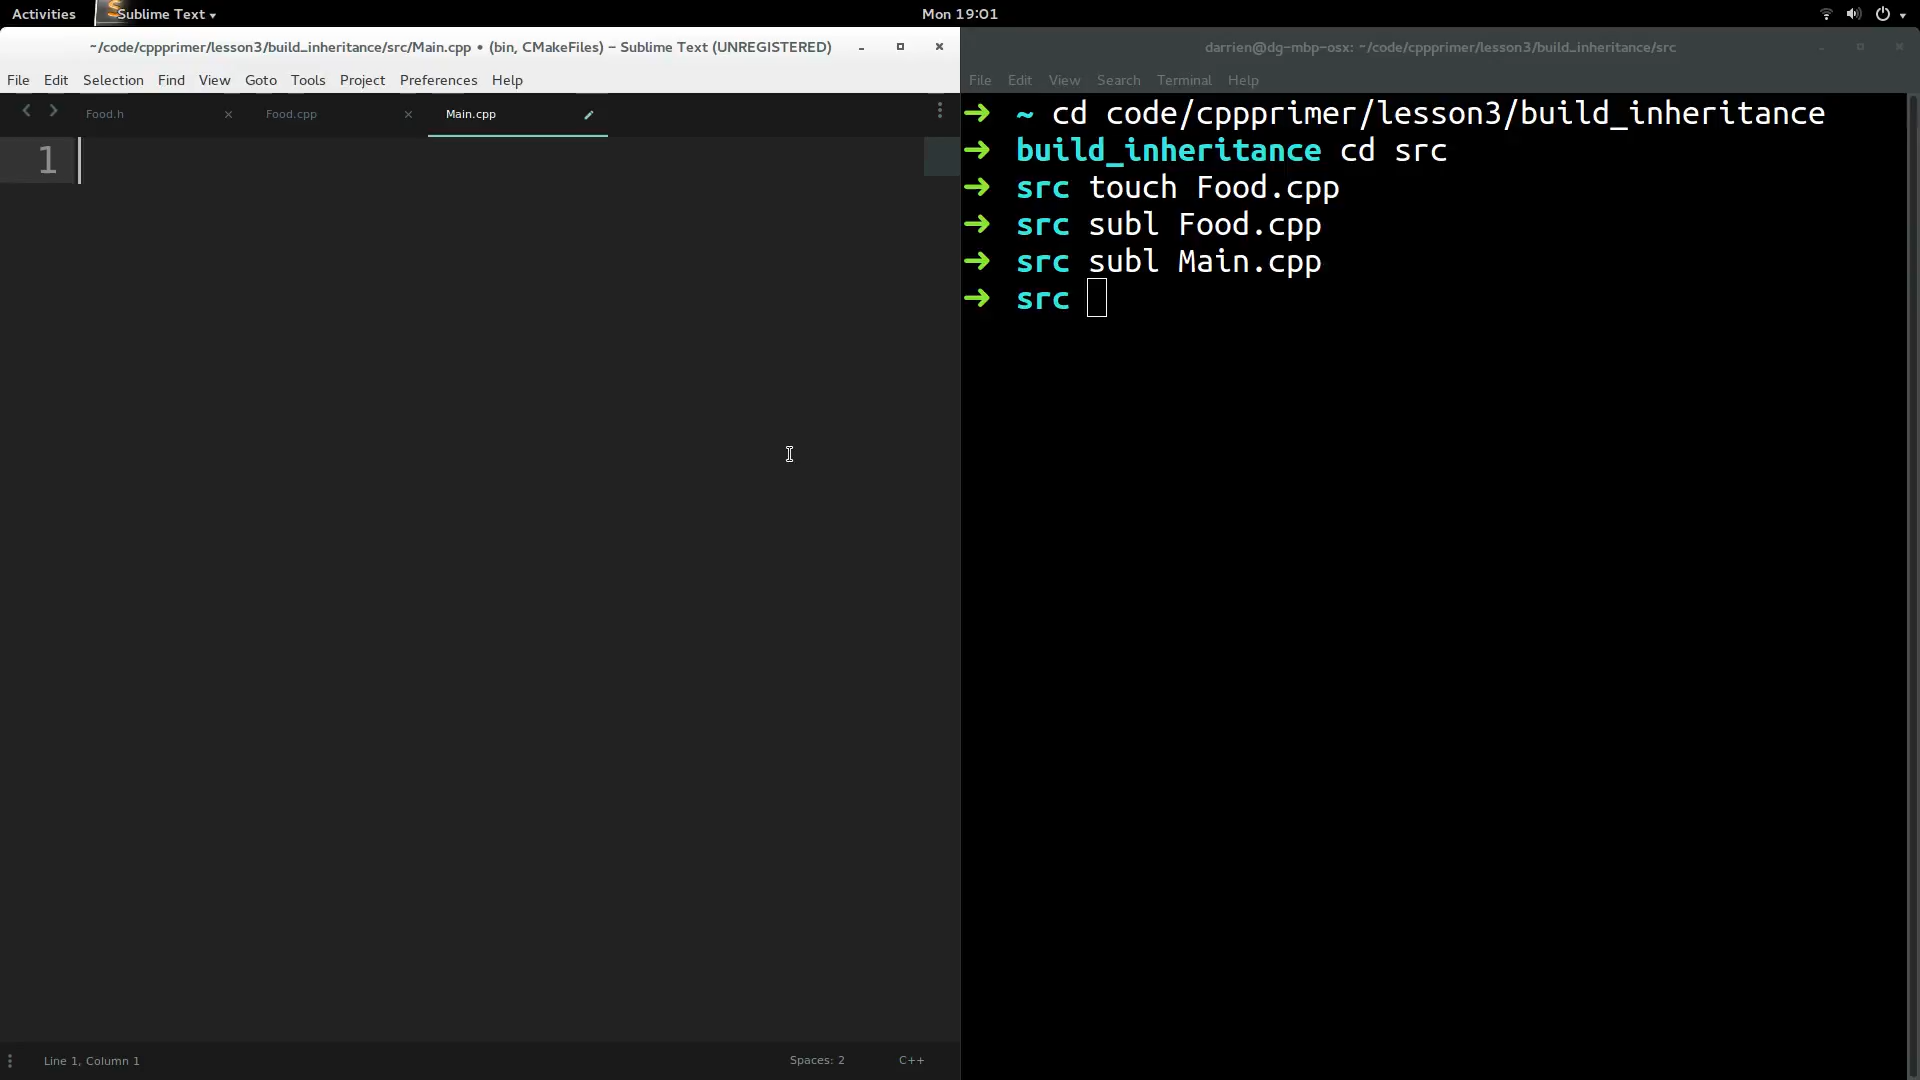 Activities
Sublime Text ▾
Mon 19:01
~/code/cppprimer/lesson3/build_inheritance/src/Main.cpp • (bin, CMakeFiles) – Sublime Text (UNREGISTERED)
File Edit Selection Find View Goto Tools Project Preferences Help
Food.h
Food.cpp
Main.cpp
1
Line 1, Column 1
Spaces: 2
C++
darrien@dg-mbp-osx: ~/code/cppprimer/lesson3/build_inheritance/src
File Edit View Search Terminal Help
➜ ~ cd code/cppprimer/lesson3/build_inheritance
➜ build_inheritance cd src
➜ src touch Food.cpp
➜ src subl Food.cpp
➜ src subl Main.cpp
➜ src